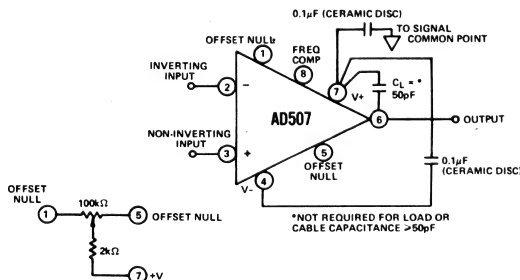 0.1µF (CERAMIC DISC)
TO SIGNAL
COMMON POINT
OFFSET NULL
1
FREQ
COMP
8
7
V+
C_L = *
50pF
INVERTING
INPUT
2
−
AD507
6
OUTPUT
NON-INVERTING
INPUT
3
+
5
OFFSET
NULL
4
V-
0.1µF
(CERAMIC DISC)
*NOT REQUIRED FOR LOAD OR
CABLE CAPACITANCE ≥50pF
OFFSET
NULL
1
100kΩ
5
OFFSET NULL
2kΩ
7
+V